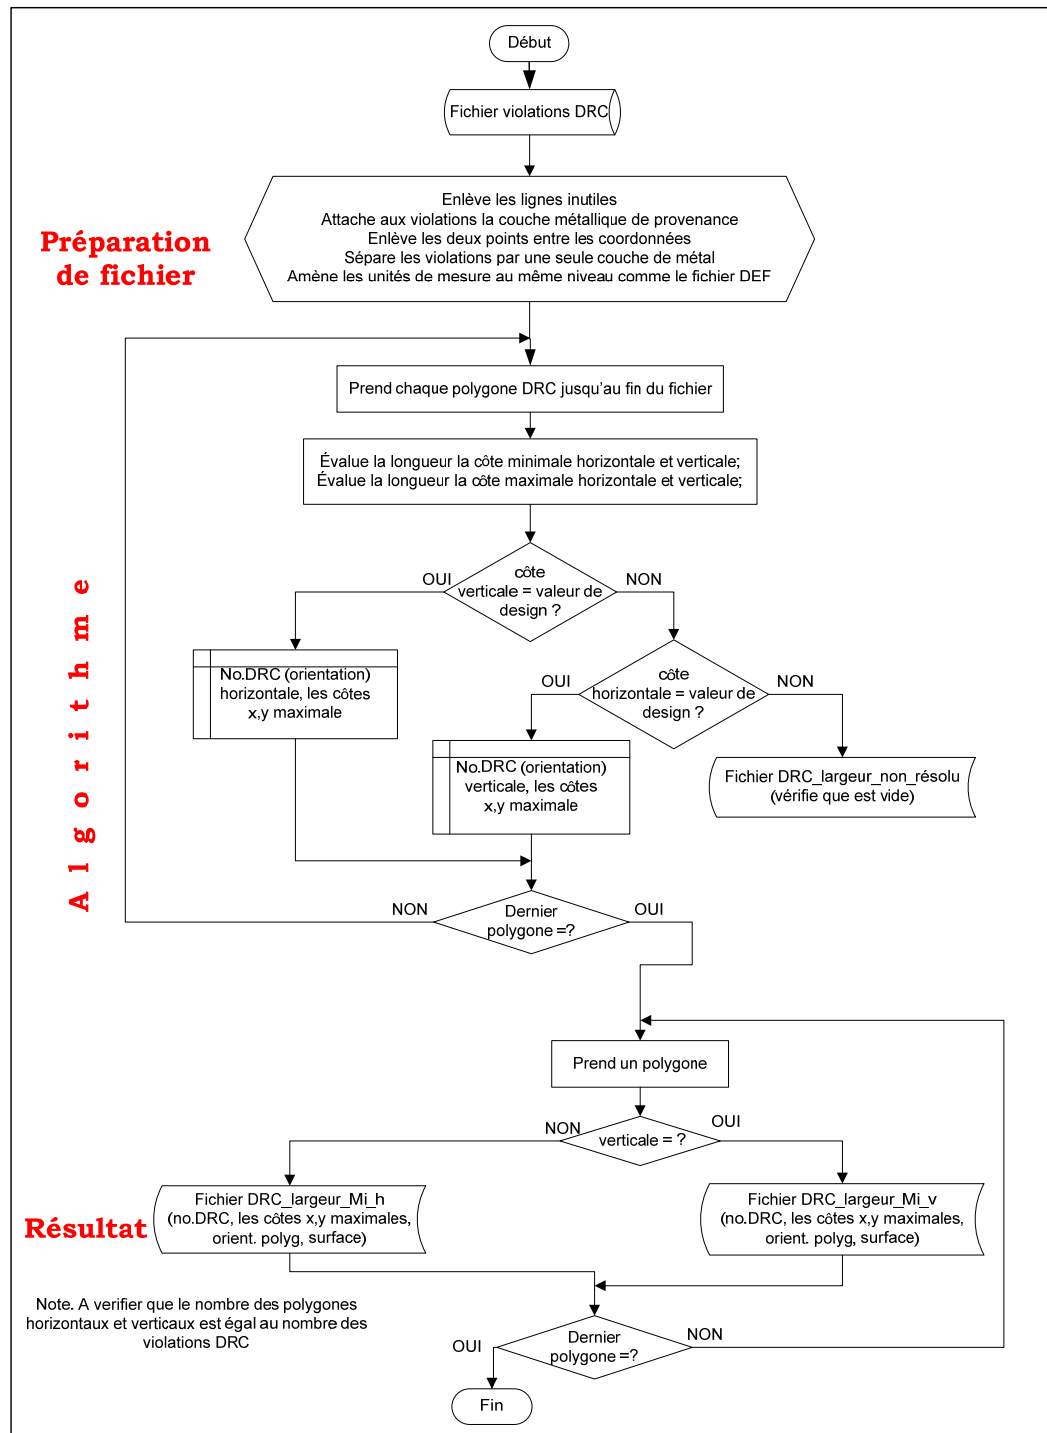 Début
Fichier violations DRC
Enlève les lignes inutiles
Attache aux violations la couche métallique de provenance
Enlève les deux points entre les coordonnées
Sépare les violations par une seule couche de métal
Amène les unités de mesure au même niveau comme le fichier DEF
Préparation
de fichier
Prend chaque polygone DRC jusqu'au fin du fichier
Évalue la longueur la côte minimale horizontale et verticale;
Évalue la longueur la côte maximale horizontale et verticale;
OUI
côte
verticale = valeur de
design ?
NON
No.DRC (orientation)
horizontale, les côtes
x,y maximale
OUI
côte
horizontale = valeur de
design ?
NON
No.DRC (orientation)
verticale, les côtes
x,y maximale
Fichier DRC_largeur_non_résolu
(vérifie que est vide)
Algorithme
NON
Dernier
polygone =?
OUI
Prend un polygone
NON
verticale = ?
OUI
Résultat
Fichier DRC_largeur_Mi_h
(no.DRC, les côtes x,y maximales,
orient. polyg, surface)
Fichier DRC_largeur_Mi_v
(no.DRC, les côtes x,y maximales,
orient. polyg, surface)
Note. A verifier que le nombre des polygones
horizontaux et verticaux est égal au nombre des
violations DRC
OUI
Dernier
polygone =?
NON
Fin